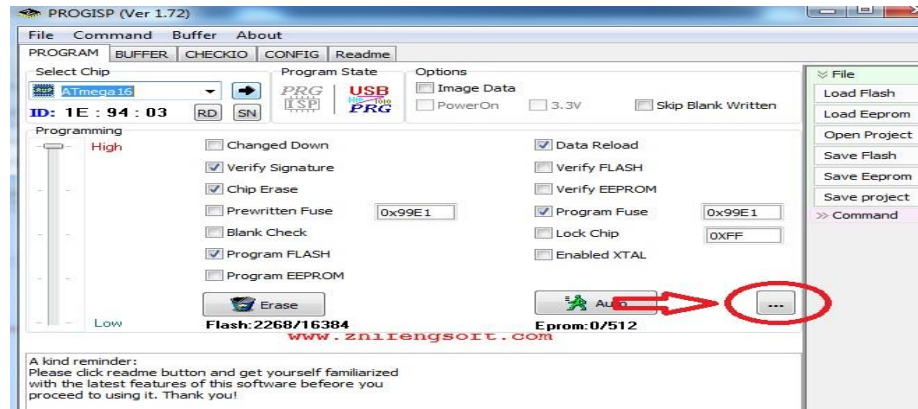 PROGISP (Ver 1.72)
File Command Buffer About
PROGRAM BUFFER CHECKIO CONFIG Readme
Select Chip Program State Options
ATmega16 PRG ISP USB PRG Image Data
PowerOn 3.3V Skip Blank Written
ID: 1E : 94 : 03 RD SN
Programming
High
Changed Down Data Reload
Verify Signature Verify FLASH
Chip Erase Verify EEPROM
Prewritten Fuse 0x99E1 Program Fuse 0x99E1
Blank Check Lock Chip 0XFF
Program FLASH Enabled XTAL
Program EEPROM
Erase Auto ...
Low Flash:2268/16384 Eprom:0/512
www.zhifengsoft.com
A kind reminder:
Please click readme button and get yourself familiarized
with the latest features of this software befeore you
proceed to using it. Thank you!
File
Load Flash
Load Eeprom
Open Project
Save Flash
Save Eeprom
Save project
Command